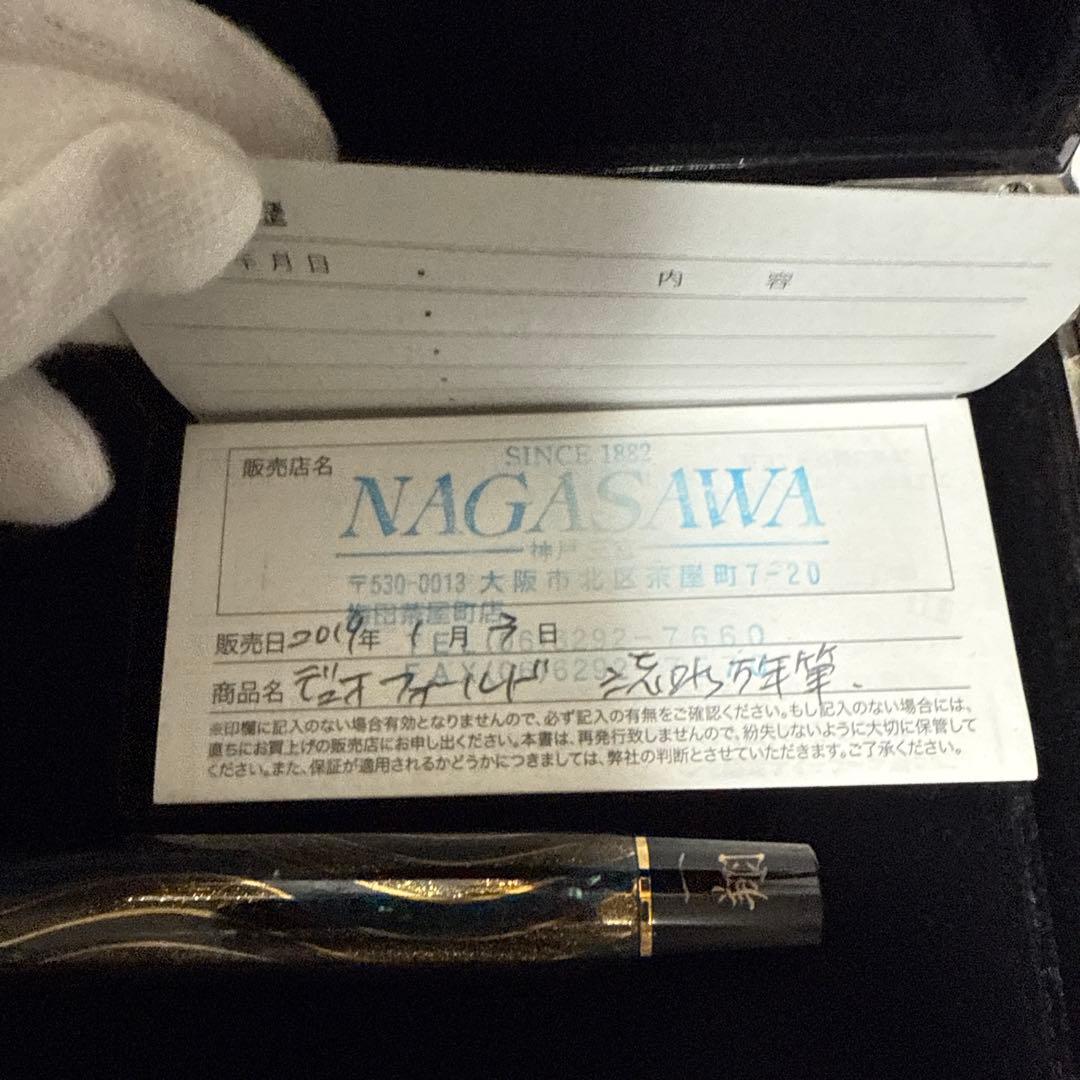 年月日 内容
販売店名
SINCE 1882
NAGASAWA
神戸三宮
〒530-0013 大阪市北区茶屋町7-20
梅田茶屋町店
TEL(06)6292-7660
販売日2019年1月3日
FAX(06)6292
商品名 デュオフォールド 流水万年筆.
※印欄に記入のない場合有効となりませんので、必ず記入の有無をご確認ください。もし記入のない場合には、
直ちにお買上げの販売店にお申し出ください。本書は、再発行致しませんので、紛失しないように大切に保管して
ください。また、保証が適用されるかどうかにつきましては、弊社の判断とさせていただきます。ご了承ください。